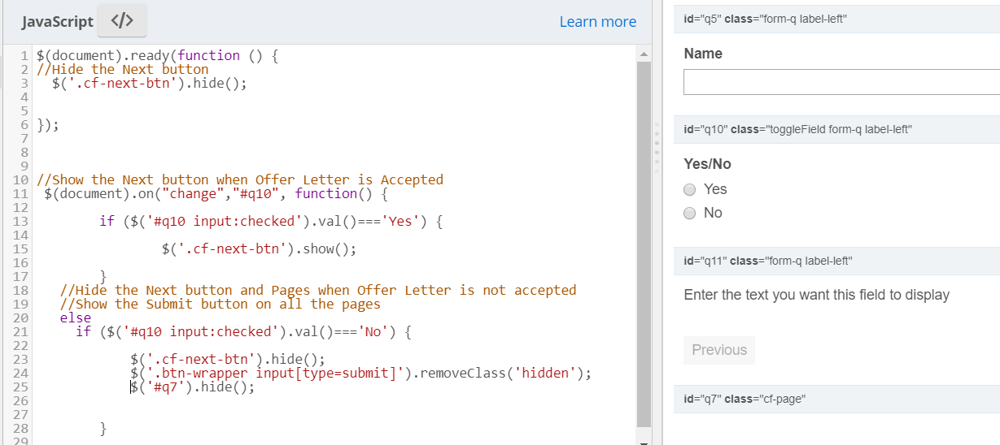 JavaScript </> Learn more
1 $(document).ready(function () {
2 //Hide the Next button
3 $('.cf-next-btn').hide();
4
5
6 });
7
8
9
10 //Show the Next button when Offer Letter is Accepted
11 $(document).on("change","#q10", function() {
12
13 if ($('#q10 input:checked').val()==='Yes') {
14
15 $('.cf-next-btn').show();
16
17 }
18 //Hide the Next button and Pages when Offer Letter is not accepted
19 //Show the Submit button on all the pages
20 else
21 if ($('#q10 input:checked').val()==='No') {
22
23 $('.cf-next-btn').hide();
24 $('.btn-wrapper input[type=submit]').removeClass('hidden');
25 $('#q7').hide();
26
27
28 }
29
id="q5" class="form-q label-left"
Name
id="q10" class="toggleField form-q label-left"
Yes/No
Yes
No
id="q11" class="form-q label-left"
Enter the text you want this field to display
Previous
id="q7" class="cf-page"